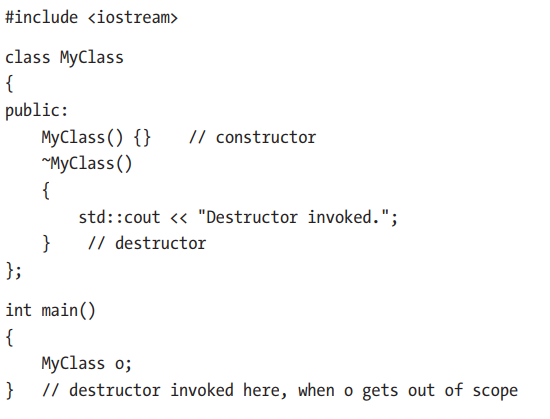 #include <iostream>
class MyClass
{
public:
    MyClass() {}    // constructor
    ~MyClass()
    {
        std::cout << "Destructor invoked.";
    }    // destructor
};
int main()
{
    MyClass o;
}   // destructor invoked here, when o gets out of scope